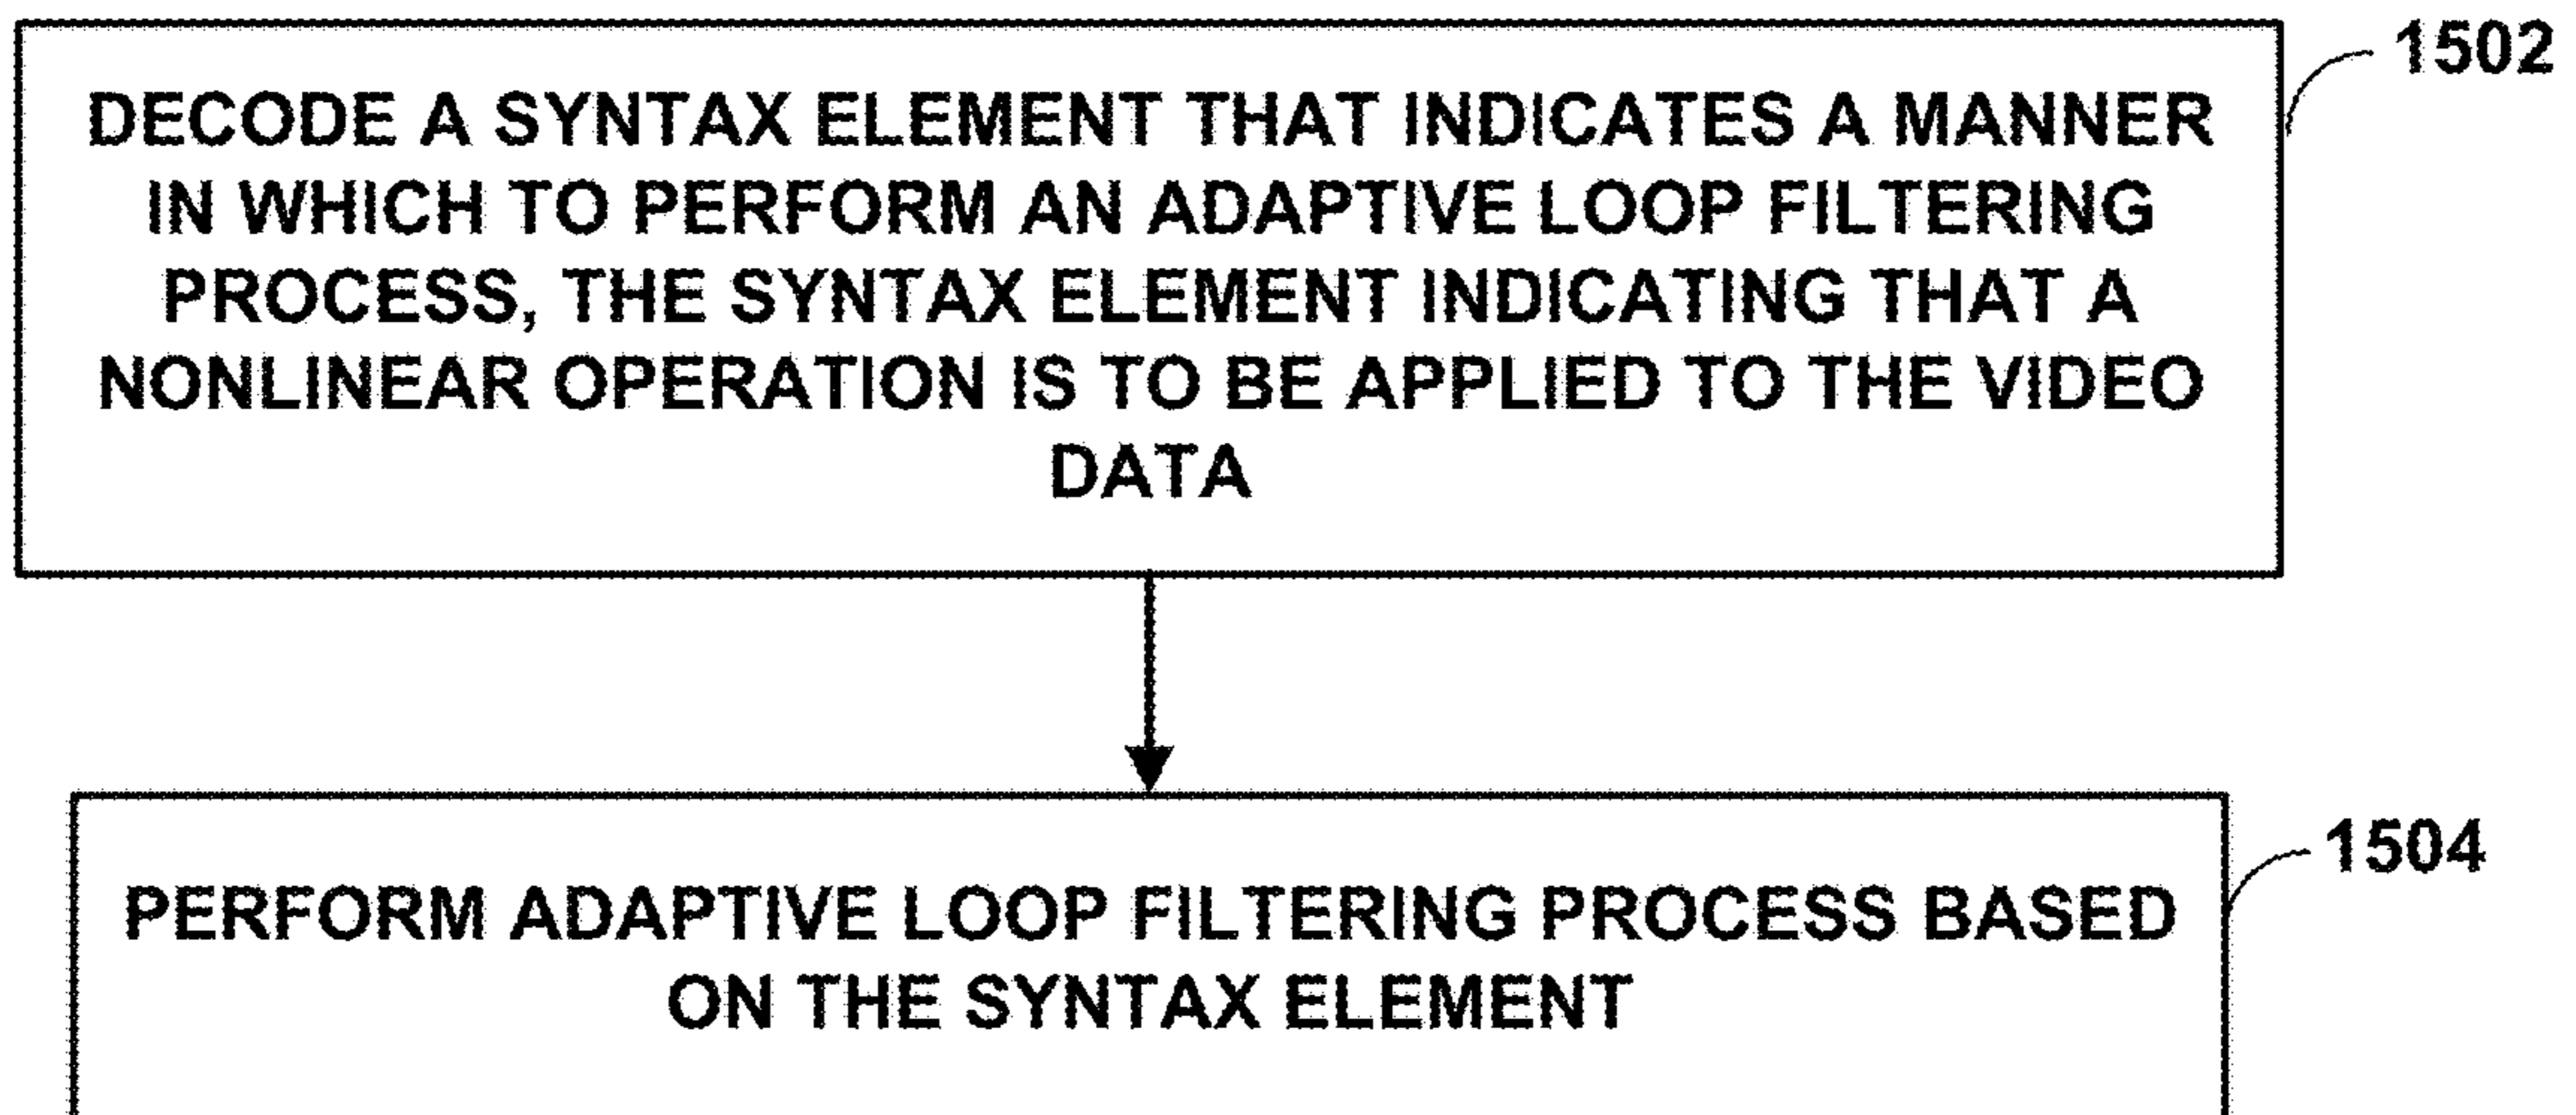 1502
DECODE A SYNTAX ELEMENT THAT INDICATES A MANNER
IN WHICH TO PERFORM AN ADAPTIVE LOOP FILTERING
PROCESS, THE SYNTAX ELEMENT INDICATING THAT A
NONLINEAR OPERATION IS TO BE APPLIED TO THE VIDEO
DATA
1504
PERFORM ADAPTIVE LOOP FILTERING PROCESS BASED
ON THE SYNTAX ELEMENT